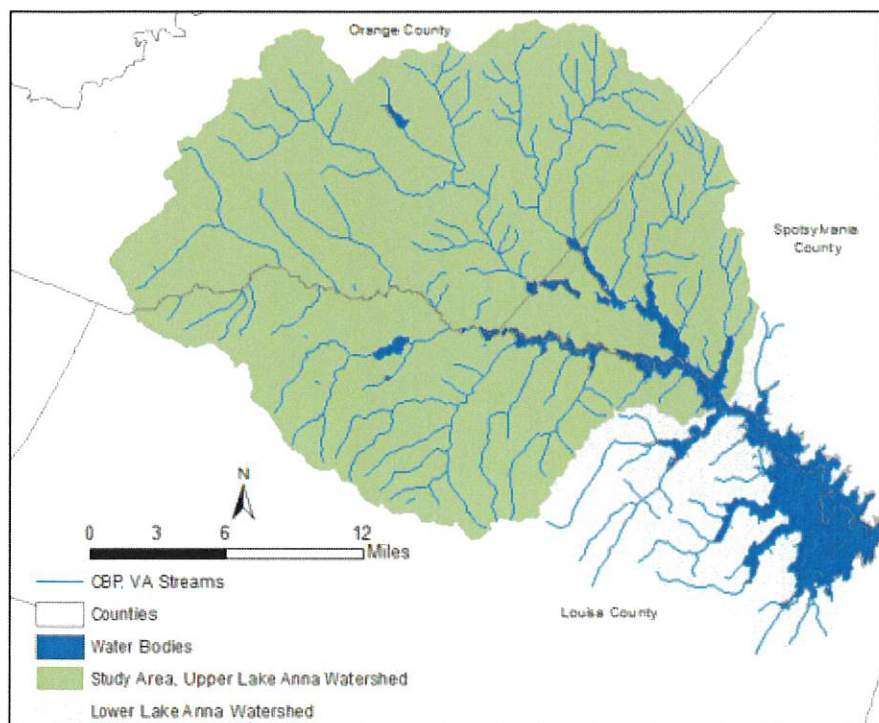 Orange County
Spotsylvania
County
N
0 3 6 12
Miles
CBP, VA Streams
Counties
Louisa County
Water Bodies
Study Area, Upper Lake Anna Watershed
Lower Lake Anna Watershed